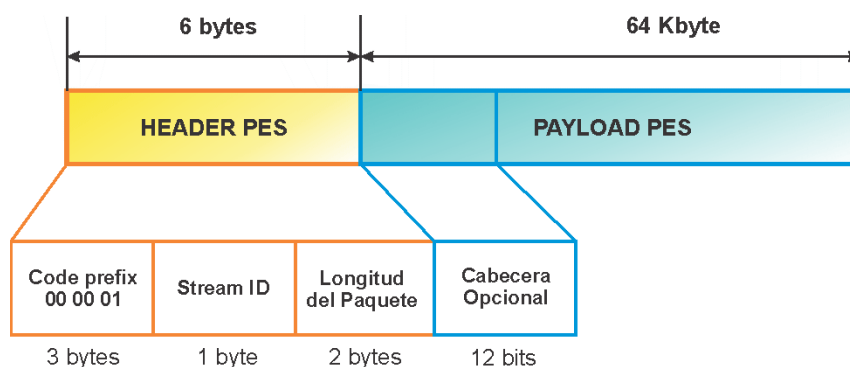 6 bytes
64 Kbyte
HEADER PES
PAYLOAD PES
Code prefix
00 00 01
Stream ID
Longitud
del Paquete
Cabecera
Opcional
3 bytes
1 byte
2 bytes
12 bits